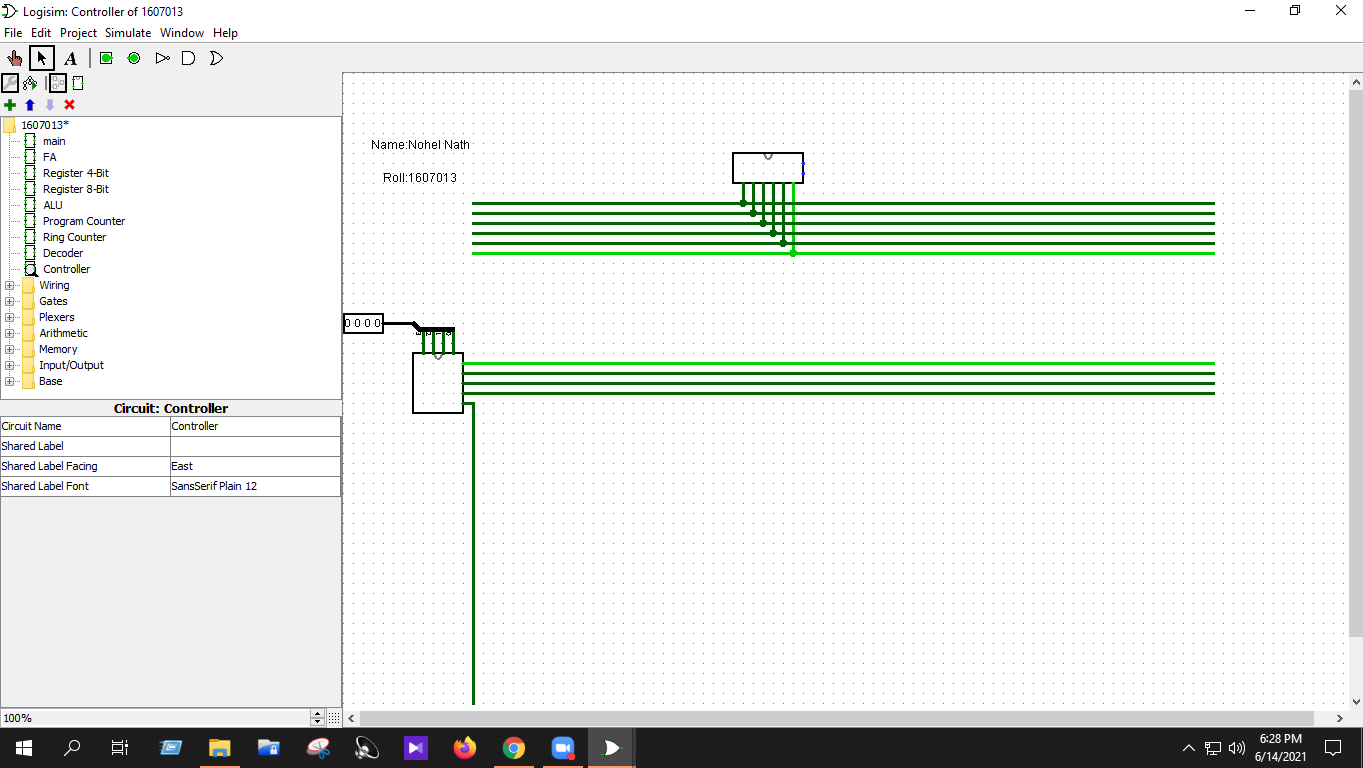 Logisim: Controller of 1607013
File Edit Project Simulate Window Help
A
1607013*
main
FA
Register 4-Bit
Register 8-Bit
ALU
Program Counter
Ring Counter
Decoder
Controller
Wiring
Gates
Plexers
Arithmetic
Memory
Input/Output
Base
Circuit: Controller
Circuit Name Controller
Shared Label
Shared Label Facing East
Shared Label Font SansSerif Plain 12
100%
Name:Nohel Nath
Roll:1607013
0 0 0 0
6:28 PM
6/14/2021